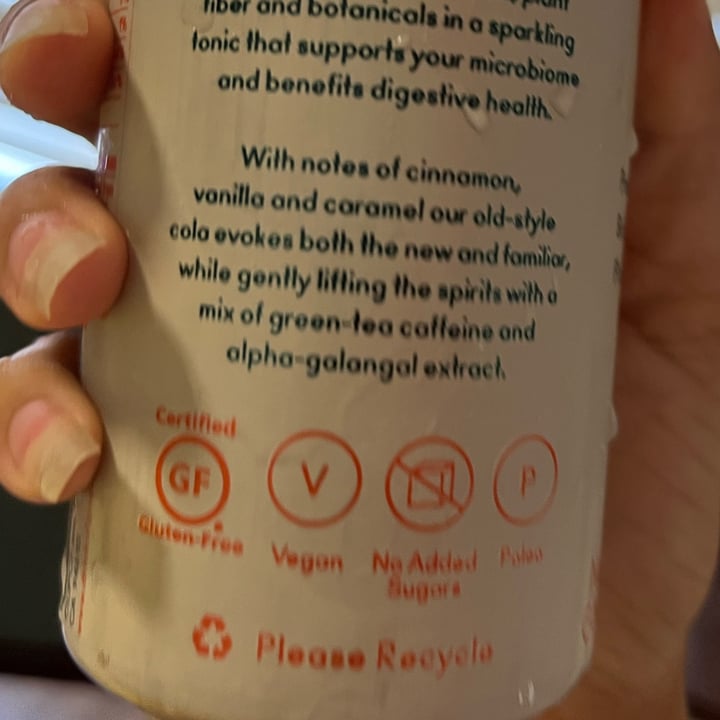 plant
fiber and botanicals in a sparkling
tonic that supports your microbiome
and benefits digestive health.
With notes of cinnamon,
vanilla and caramel our old-style
cola evokes both the new and familiar,
while gently lifting the spirits with a
mix of green-tea caffeine and
alpha-galangal extract.
Certified
GF
Gluten-Free
V
Vegan
No Added
Sugars
P
Paleo
Please Recycle